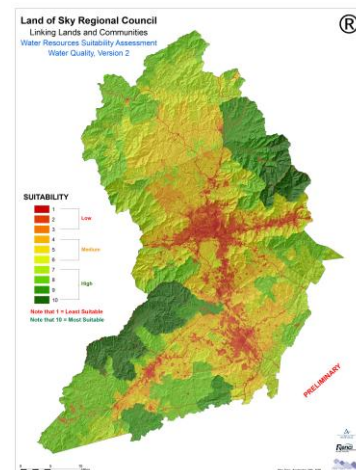 Land of Sky Regional Council
Linking Lands and Communities
Water Resources Suitability Assessment
Water Quality, Version 2
®
SUITABILITY
1
2
3
4
5
6
7
8
9
10
Low
Medium
High
Note that 1 = Least Suitable
Note that 10 = Most Suitable
PRELIMINARY